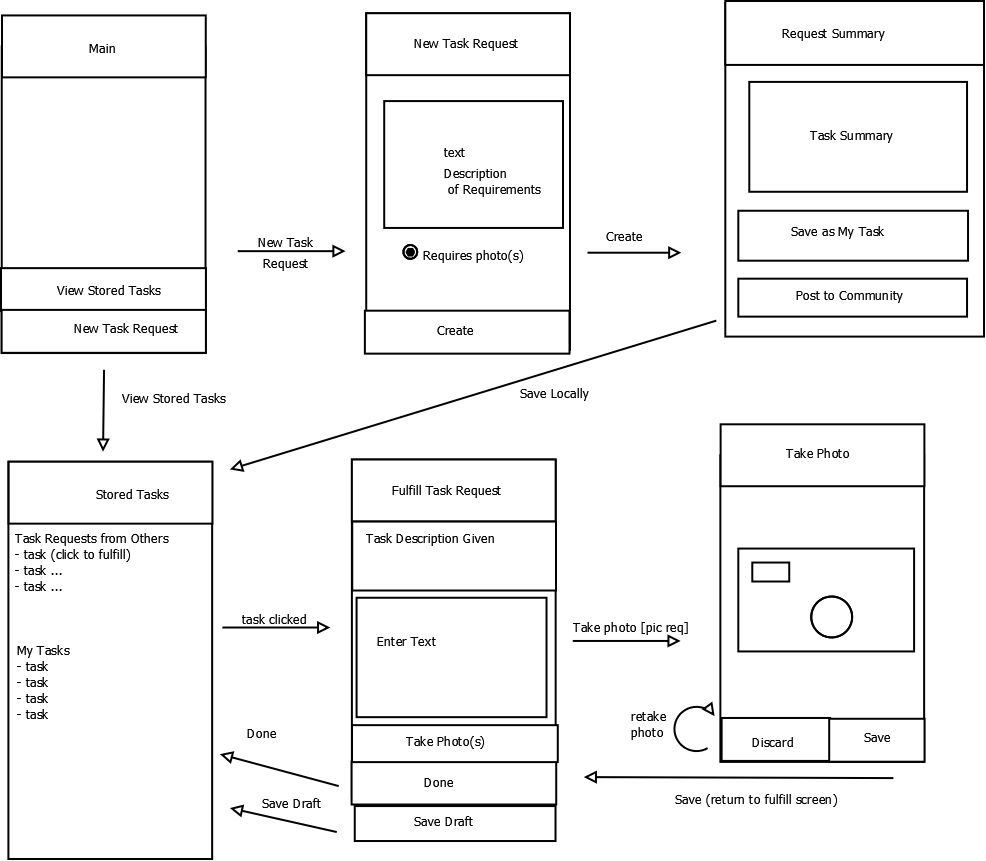 Main
View Stored Tasks
New Task Request
New Task
Request
New Task Request
text
Description
of Requirements
Requires photo(s)
Create
Create
Request Summary
Task Summary
Save as My Task
Post to Community
View Stored Tasks
Save Locally
Stored Tasks
Task Requests from Others
- task (click to fulfill)
- task ...
- task ...
My Tasks
- task
- task
- task
- task
task clicked
Done
Save Draft
Fulfill Task Request
Task Description Given
Enter Text
Take Photo(s)
Done
Save Draft
Take photo [pic req]
Take Photo
retake
photo
Discard
Save
Save (return to fulfill screen)